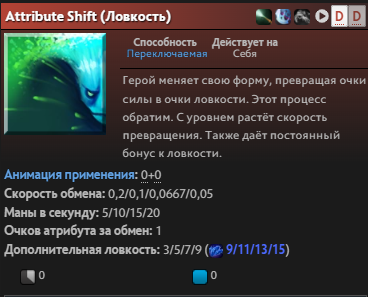 Attribute Shift (Ловкость)
D D
Способность Действует на
Переключаемая Себя
Герой меняет свою форму, превращая очки
силы в очки ловкости. Этот процесс
обратим. С уровнем растёт скорость
превращения. Также даёт постоянный
бонус к ловкости.
Анимация применения: 0+0
Скорость обмена: 0,2/0,1/0,0667/0,05
Маны в секунду: 5/10/15/20
Очков атрибута за обмен: 1
Дополнительная ловкость: 3/5/7/9 (9/11/13/15)
0 0